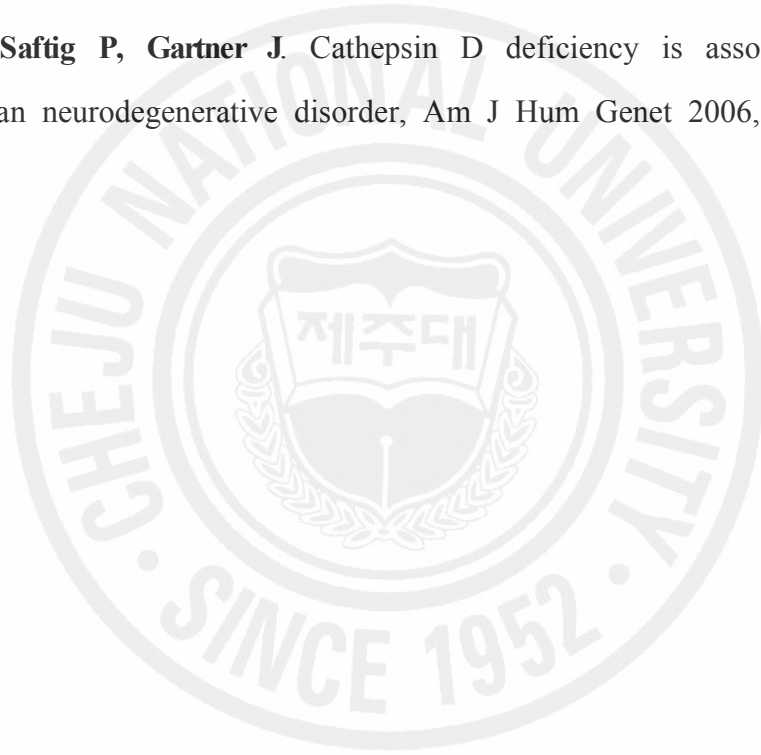 Saftig P, Gartner J. Cathepsin D deficiency is asso
an neurodegenerative disorder, Am J Hum Genet 2006,
CHEJU NATIONAL UNIVERSITY
제주대
· SINCE 1952 ·